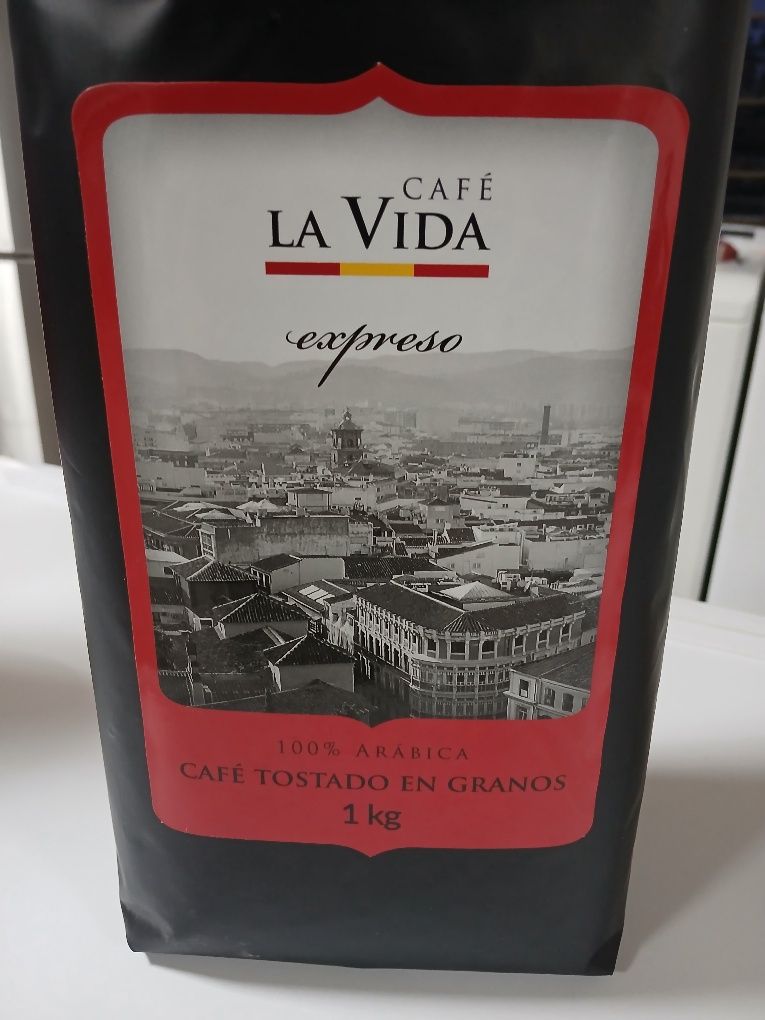 CAFÉ
LA VIDA
expreso
100% ARÁBICA
CAFÉ TOSTADO EN GRANOS
1 kg